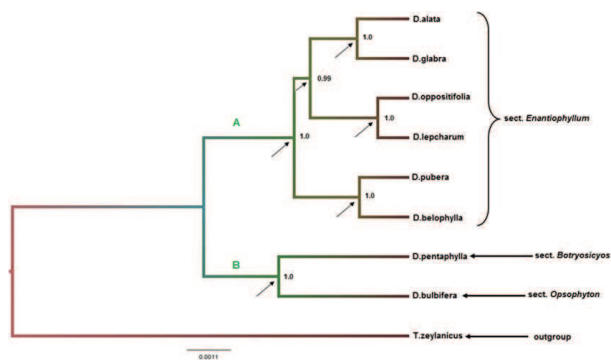 D.alata
1.0
D.glabra
0.99
D.oppositifolia
A
1.0
1.0
D.lepcharum
sect. Enantiophyllum
D.pubera
1.0
D.belophylla
B
D.pentaphylla
sect. Botryosicyos
1.0
D.bulbifera
sect. Opsophyton
T.zeylanicus
outgroup
0.0011